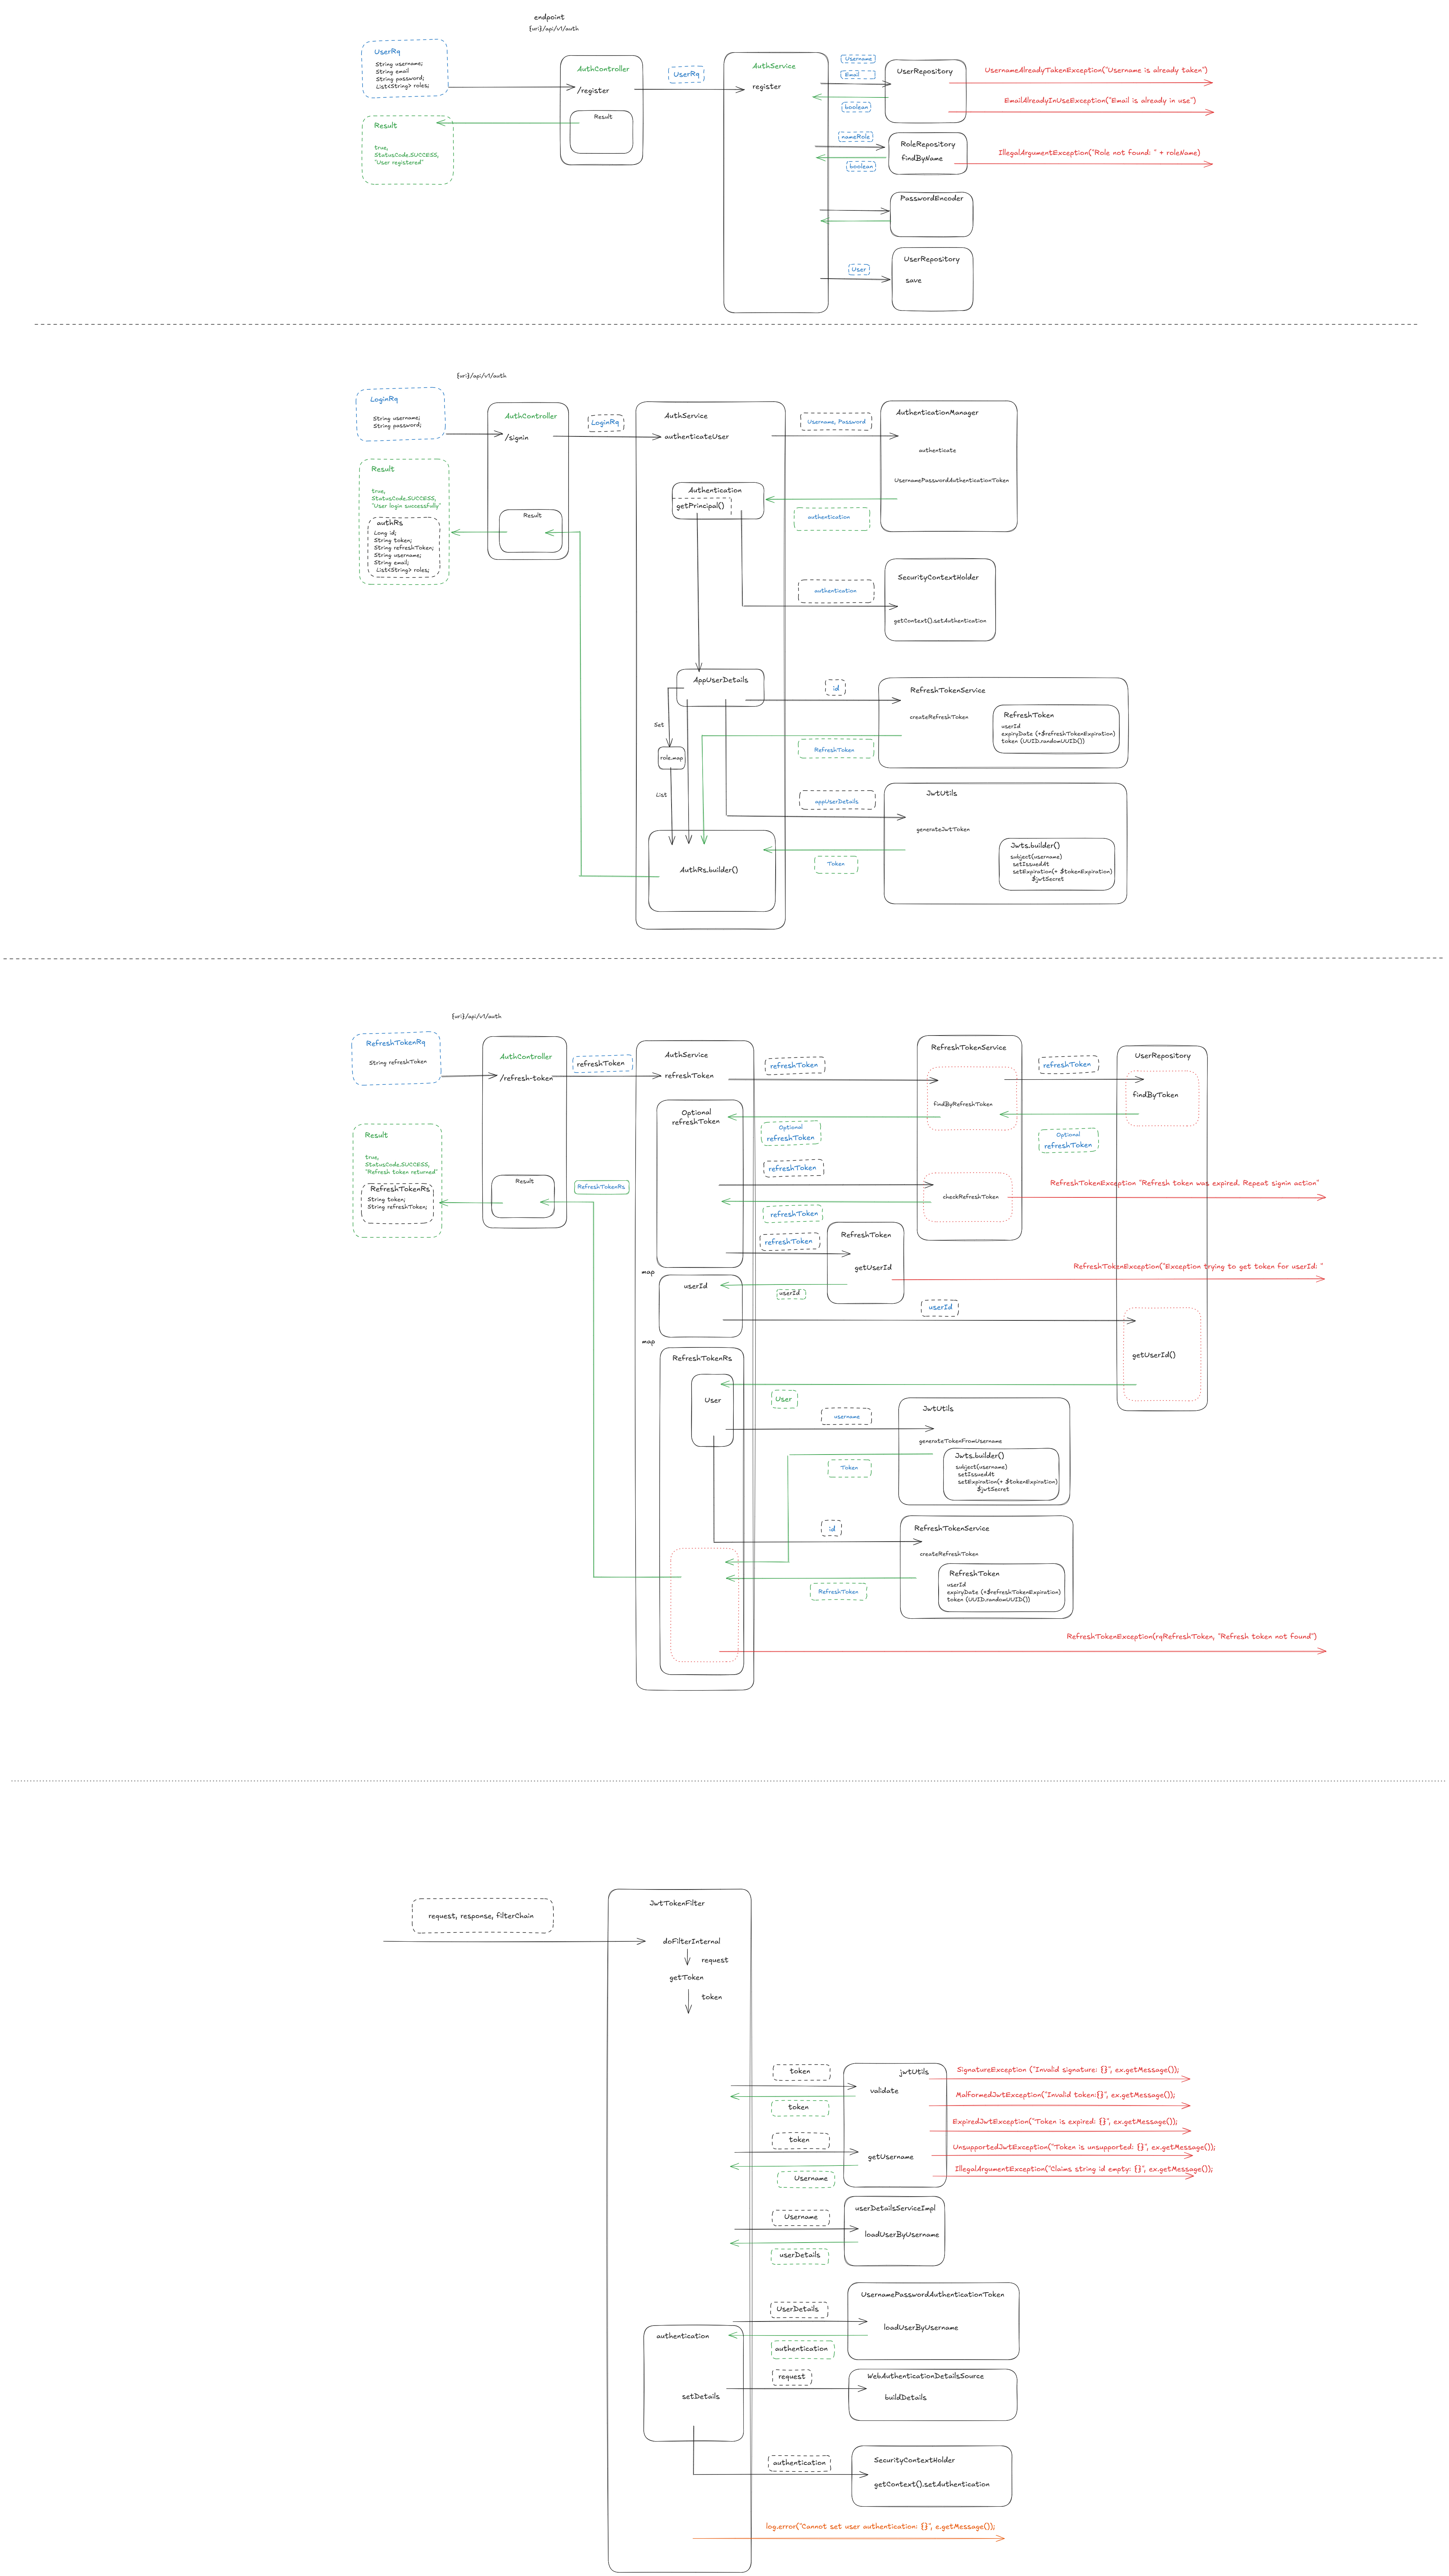 endpoint
{uri}/api/v1/auth
UserRq
String username;
String email
String password;
List<String> roles;
AuthController
/register
Result
UserRq
AuthService
register
Username
Email
boolean
UserRepository
UsernameAlreadyTakenException("Username is already taken")
EmailAlreadyInUseException("Email is already in use")
nameRole
boolean
RoleRepository
findByName
IllegalArgumentException("Role not found: " + roleName)
PasswordEncoder
User
UserRepository
save
Result
true,
StatusCode.SUCCESS,
"User registered"
{uri}/api/v1/auth
LoginRq
String username;
String password;
AuthController
/signin
Result
LoginRq
AuthService
authenticateUser
Username, Password
AuthenticationManager
authenticate
UsernamePasswordAuthenticationToken
Authentication
getPrincipal()
authentication
Result
true,
StatusCode.SUCCESS,
"User login successfully"
authRs
Long id;
String token;
String refreshToken;
String username;
String email;
List<String> roles;
authentication
SecurityContextHolder
getContext().setAuthentication
AppUserDetails
id
RefreshTokenService
createRefreshToken
RefreshToken
userId
expiryDate (+$refreshTokenExpiration)
token (UUID.randomUUID())
Set
role.map
List
RefreshToken
appUserDetails
JwtUtils
generateJwtToken
Jwts.builder()
subject(username)
setIssuedAt
setExpiration(+ $tokenExpiration)
$jwtSecret
Token
AuthRs.builder()
{uri}/api/v1/auth
RefreshTokenRq
String refreshToken
AuthController
/refresh-token
Result
refreshToken
AuthService
refreshToken
refreshToken
RefreshTokenService
findByRefreshToken
refreshToken
UserRepository
findByToken
Optional
refreshToken
Optional
refreshToken
Optional
refreshToken
Result
true,
StatusCode.SUCCESS,
"Refresh token returned"
RefreshTokenRs
String token;
String refreshToken;
RefreshTokenRs
refreshToken
checkRefreshToken
RefreshTokenException "Refresh token was expired. Repeat signin action"
refreshToken
refreshToken
RefreshToken
getUserId
RefreshTokenException("Exception trying to get token for userId: "
map
userId
userId
userId
getUserId()
map
RefreshTokenRs
User
User
username
JwtUtils
generateTokenFromUsername
Jwts.builder()
subject(username)
setIssuedAt
setExpiration(+ $tokenExpiration)
$jwtSecret
Token
id
RefreshTokenService
createRefreshToken
RefreshToken
userId
expiryDate (+$refreshTokenExpiration)
token (UUID.randomUUID())
RefreshToken
RefreshTokenException(rqRefreshToken, "Refresh token not found")
request, response, filterChain
JwtTokenFilter
doFilterInternal
request
getToken
token
token
jwtUtils
validate
token
token
getUsername
Username
SignatureException ("Invalid signature: {}", ex.getMessage());
MalformedJwtException("Invalid token:{}", ex.getMessage());
ExpiredJwtException("Token is expired: {}", ex.getMessage());
UnsupportedJwtException("Token is unsupported: {}", ex.getMessage());
IllegalArgumentException("Claims string id empty: {}", ex.getMessage());
Username
userDetailsServiceImpl
loadUserByUsername
userDetails
UserDetails
UsernamePasswordAuthenticationToken
loadUserByUsername
authentication
authentication
setDetails
request
WebAuthenticationDetailsSource
buildDetails
authentication
SecurityContextHolder
getContext().setAuthentication
log.error("Cannot set user authentication: {}", e.getMessage());